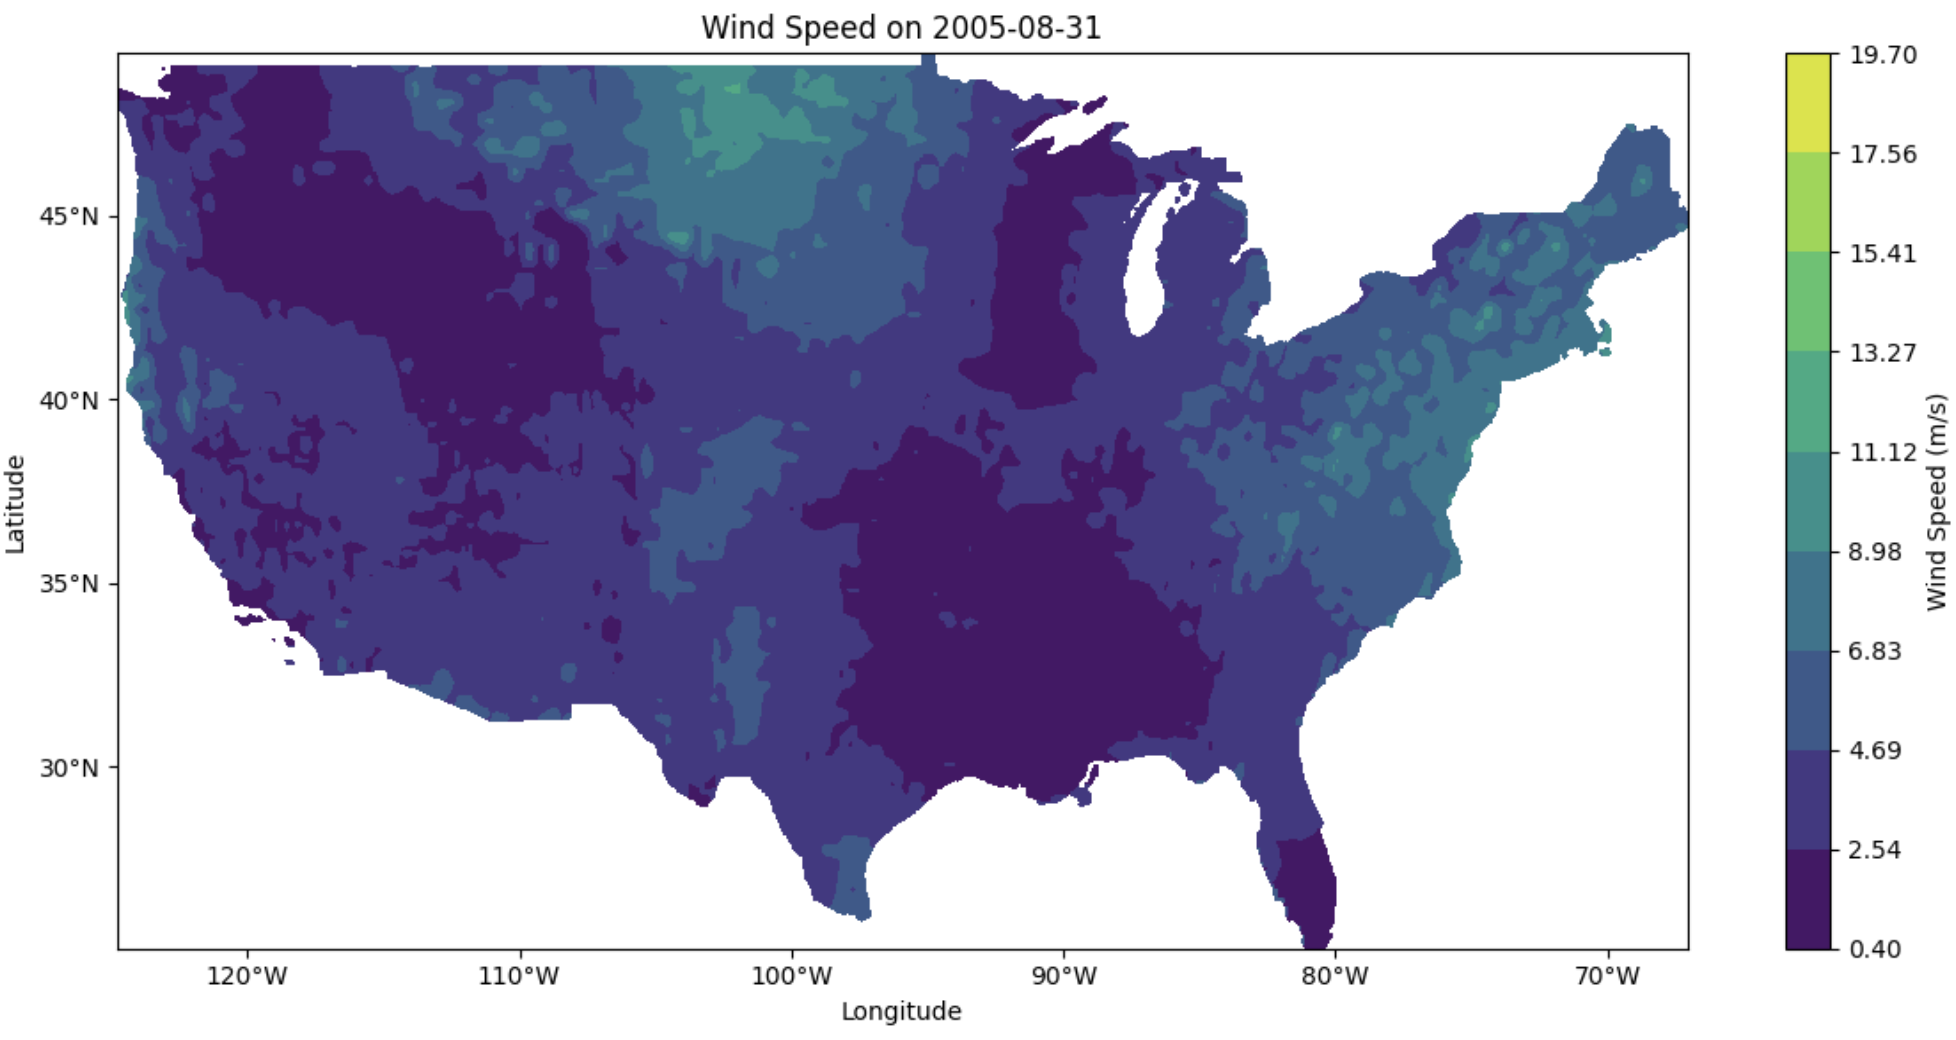 Wind Speed on 2005-08-31
45°N
40°N
35°N
30°N
Latitude
120°W
110°W
100°W
90°W
80°W
70°W
Longitude
19.70
17.56
15.41
13.27
11.12
8.98
6.83
4.69
2.54
0.40
Wind Speed (m/s)